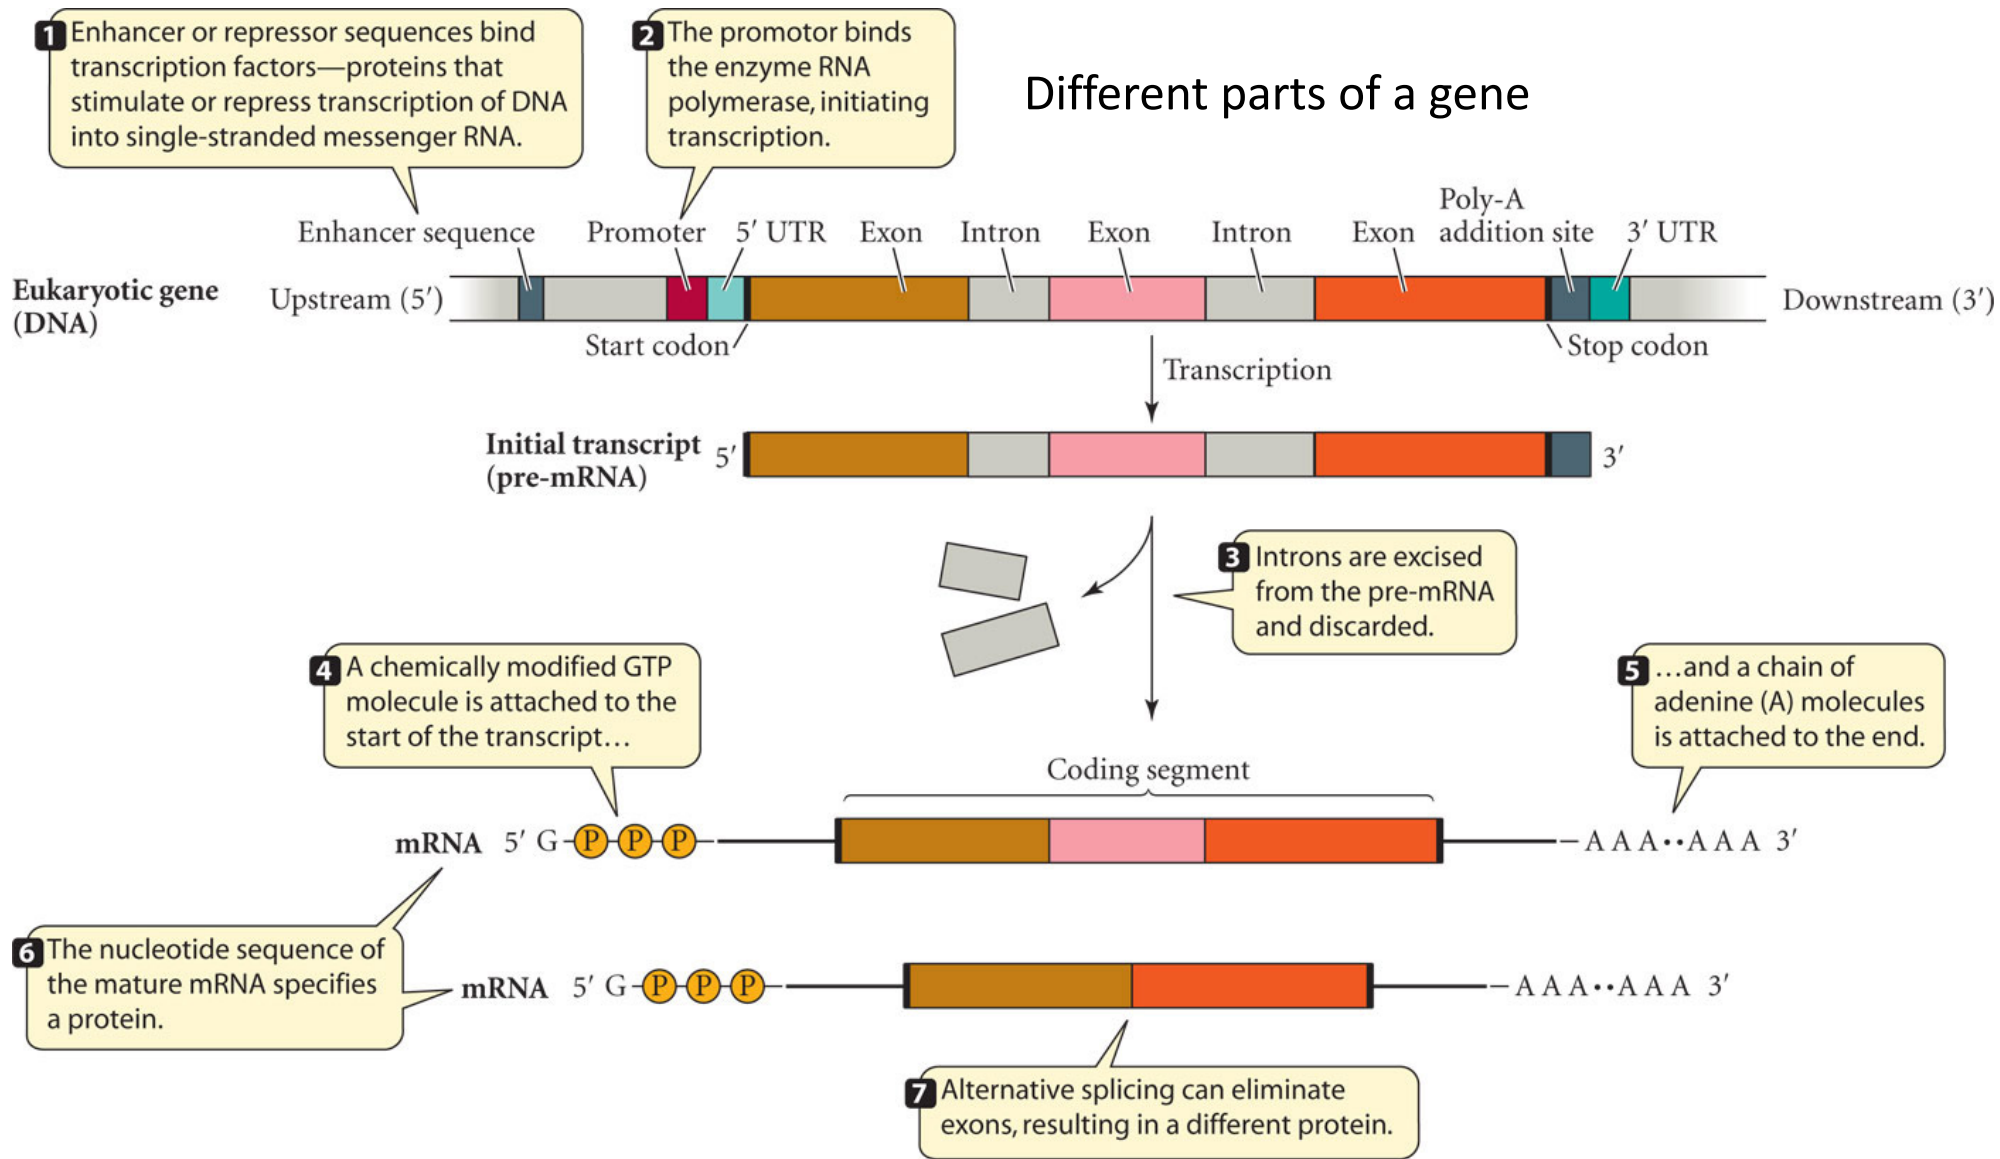 1 Enhancer or repressor sequences bind
transcription factors—proteins that
stimulate or repress transcription of DNA
into single-stranded messenger RNA.
2 The promotor binds
the enzyme RNA
polymerase, initiating
transcription.
Different parts of a gene
Enhancer sequence
Promoter
5′ UTR
Exon
Intron
Exon
Intron
Exon
Poly-A
addition site
3′ UTR
Eukaryotic gene
(DNA)
Upstream (5′)
Downstream (3′)
Start codon
Stop codon
Transcription
Initial transcript
(pre-mRNA)
5′
3′
3 Introns are excised
from the pre-mRNA
and discarded.
4 A chemically modified GTP
molecule is attached to the
start of the transcript…
5 …and a chain of
adenine (A) molecules
is attached to the end.
Coding segment
mRNA 5′ G P P P A A A··A A A 3′
6 The nucleotide sequence of
the mature mRNA specifies
a protein.
mRNA 5′ G P P P A A A··A A A 3′
7 Alternative splicing can eliminate
exons, resulting in a different protein.